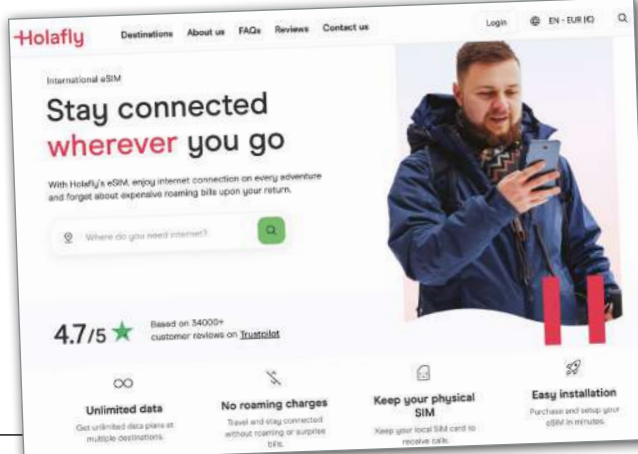 Holafly
Destinations About us FAQs Reviews Contact us Login EN - EUR (€)
International eSIM
Stay connected
wherever you go
With Holafly's eSIM, enjoy internet connection on every adventure
and forget about expensive roaming bills upon your return.
Where do you need internet?
4.7/5 Based on 34000+
customer reviews on Trustpilot
Unlimited data
Get unlimited data plans at
multiple destinations.
No roaming charges
Travel and stay connected
without roaming or surprise
bills.
Keep your physical
SIM
Keep your local SIM card to
receive calls.
Easy installation
Purchase and setup your
eSIM in minutes.